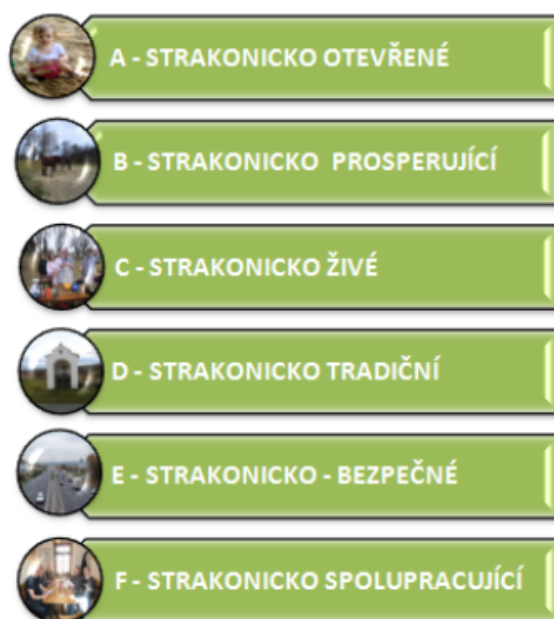 A - STRAKONICKO OTEVŘENÉ
B - STRAKONICKO PROSPERUJÍCÍ
C - STRAKONICKO ŽIVÉ
D - STRAKONICKO TRADIČNÍ
E - STRAKONICKO - BEZPEČNÉ
F - STRAKONICKO SPOLUPRACUJÍCÍ